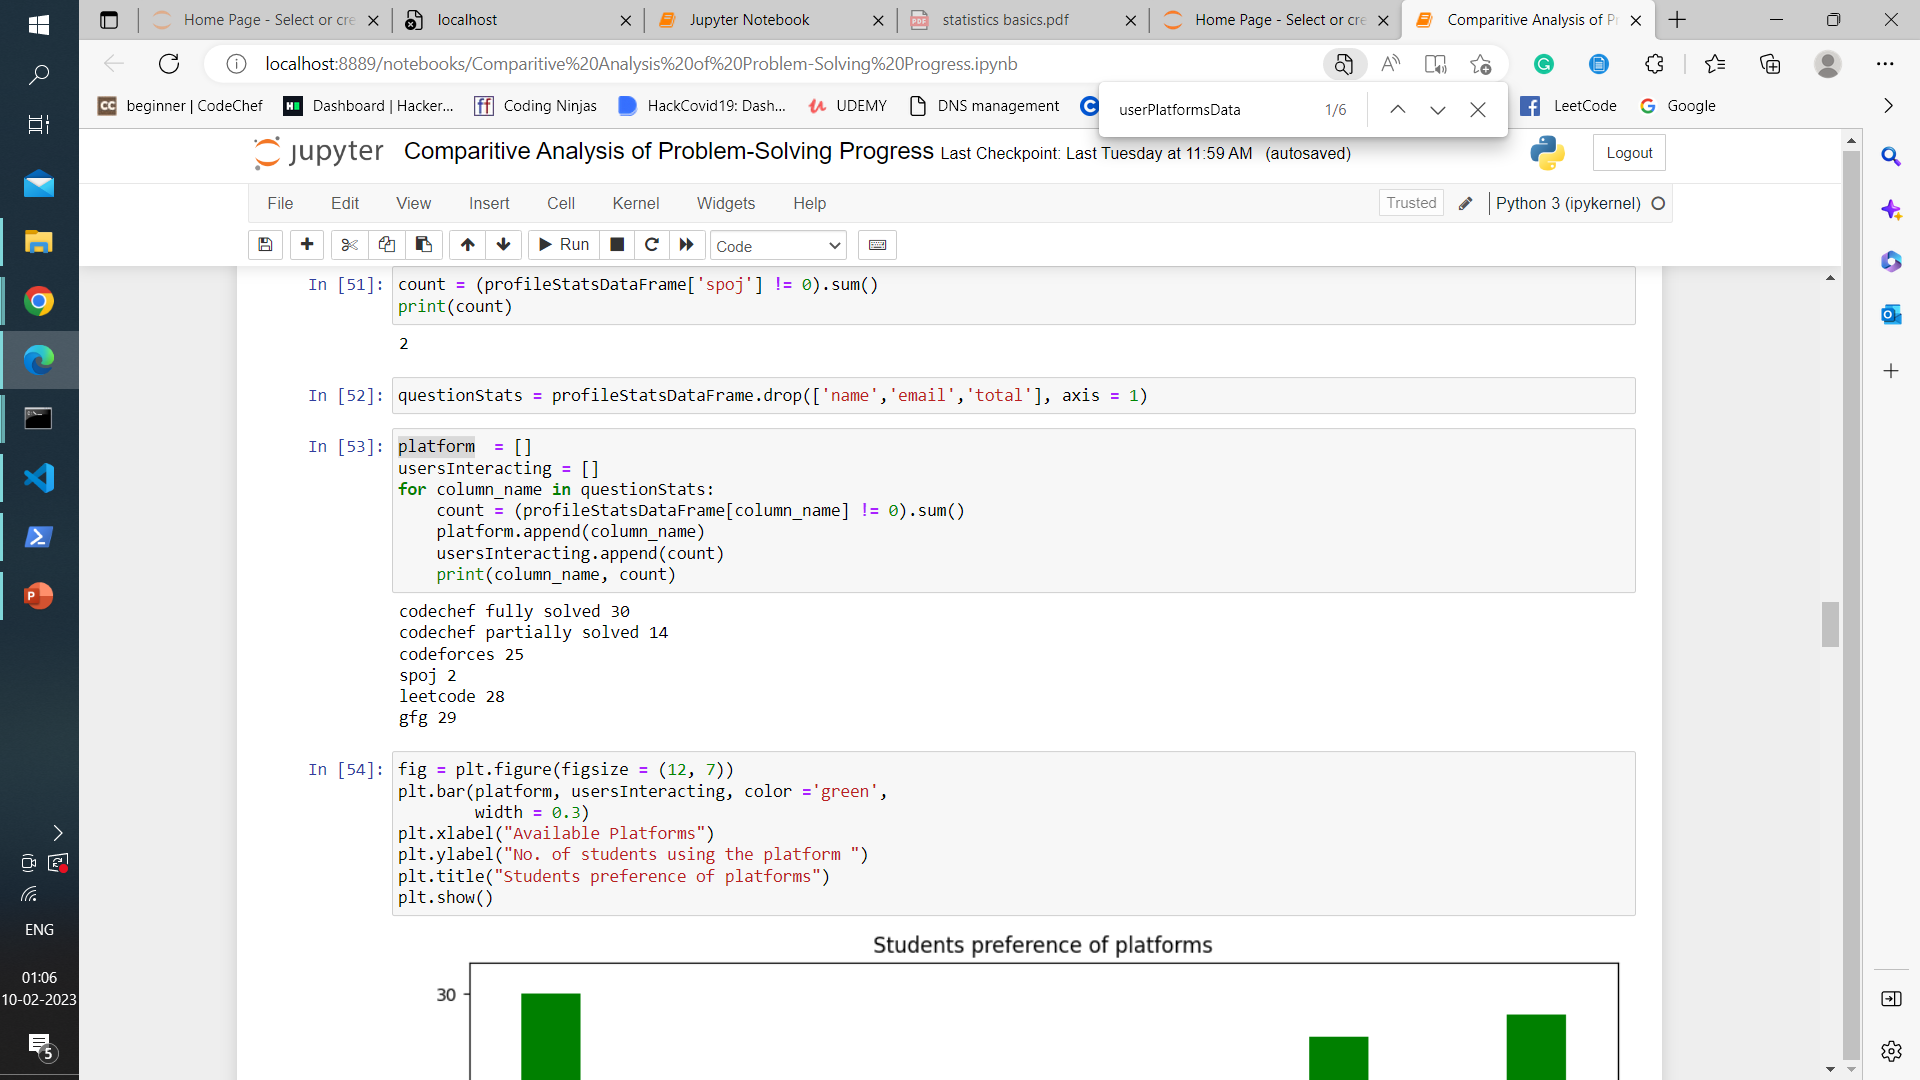 Home Page - Select or cre
localhost
Jupyter Notebook
statistics basics.pdf
Home Page - Select or cre
Comparitive Analysis of Pr
localhost:8889/notebooks/Comparitive%20Analysis%20of%20Problem-Solving%20Progress.ipynb
beginner | CodeChef
Dashboard | Hacker...
Coding Ninjas
HackCovid19: Dash...
UDEMY
DNS management
LeetCode
Google
userPlatformsData
1/6
jupyter
Comparitive Analysis of Problem-Solving Progress Last Checkpoint: Last Tuesday at 11:59 AM (autosaved)
Logout
File
Edit
View
Insert
Cell
Kernel
Widgets
Help
Trusted
Python 3 (ipykernel)
Run
Code
In [51]: count = (profileStatsDataFrame['spoj'] != 0).sum()
print(count)
2
In [52]: questionStats = profileStatsDataFrame.drop(['name','email','total'], axis = 1)
In [53]: platform  = []
usersInteracting = []
for column_name in questionStats:
    count = (profileStatsDataFrame[column_name] != 0).sum()
    platform.append(column_name)
    usersInteracting.append(count)
    print(column_name, count)
codechef fully solved 30
codechef partially solved 14
codeforces 25
spoj 2
leetcode 28
gfg 29
In [54]: fig = plt.figure(figsize = (12, 7))
plt.bar(platform, usersInteracting, color ='green',
        width = 0.3)
plt.xlabel("Available Platforms")
plt.ylabel("No. of students using the platform ")
plt.title("Students preference of platforms")
plt.show()
Students preference of platforms
30
ENG
01:06
10-02-2023
5